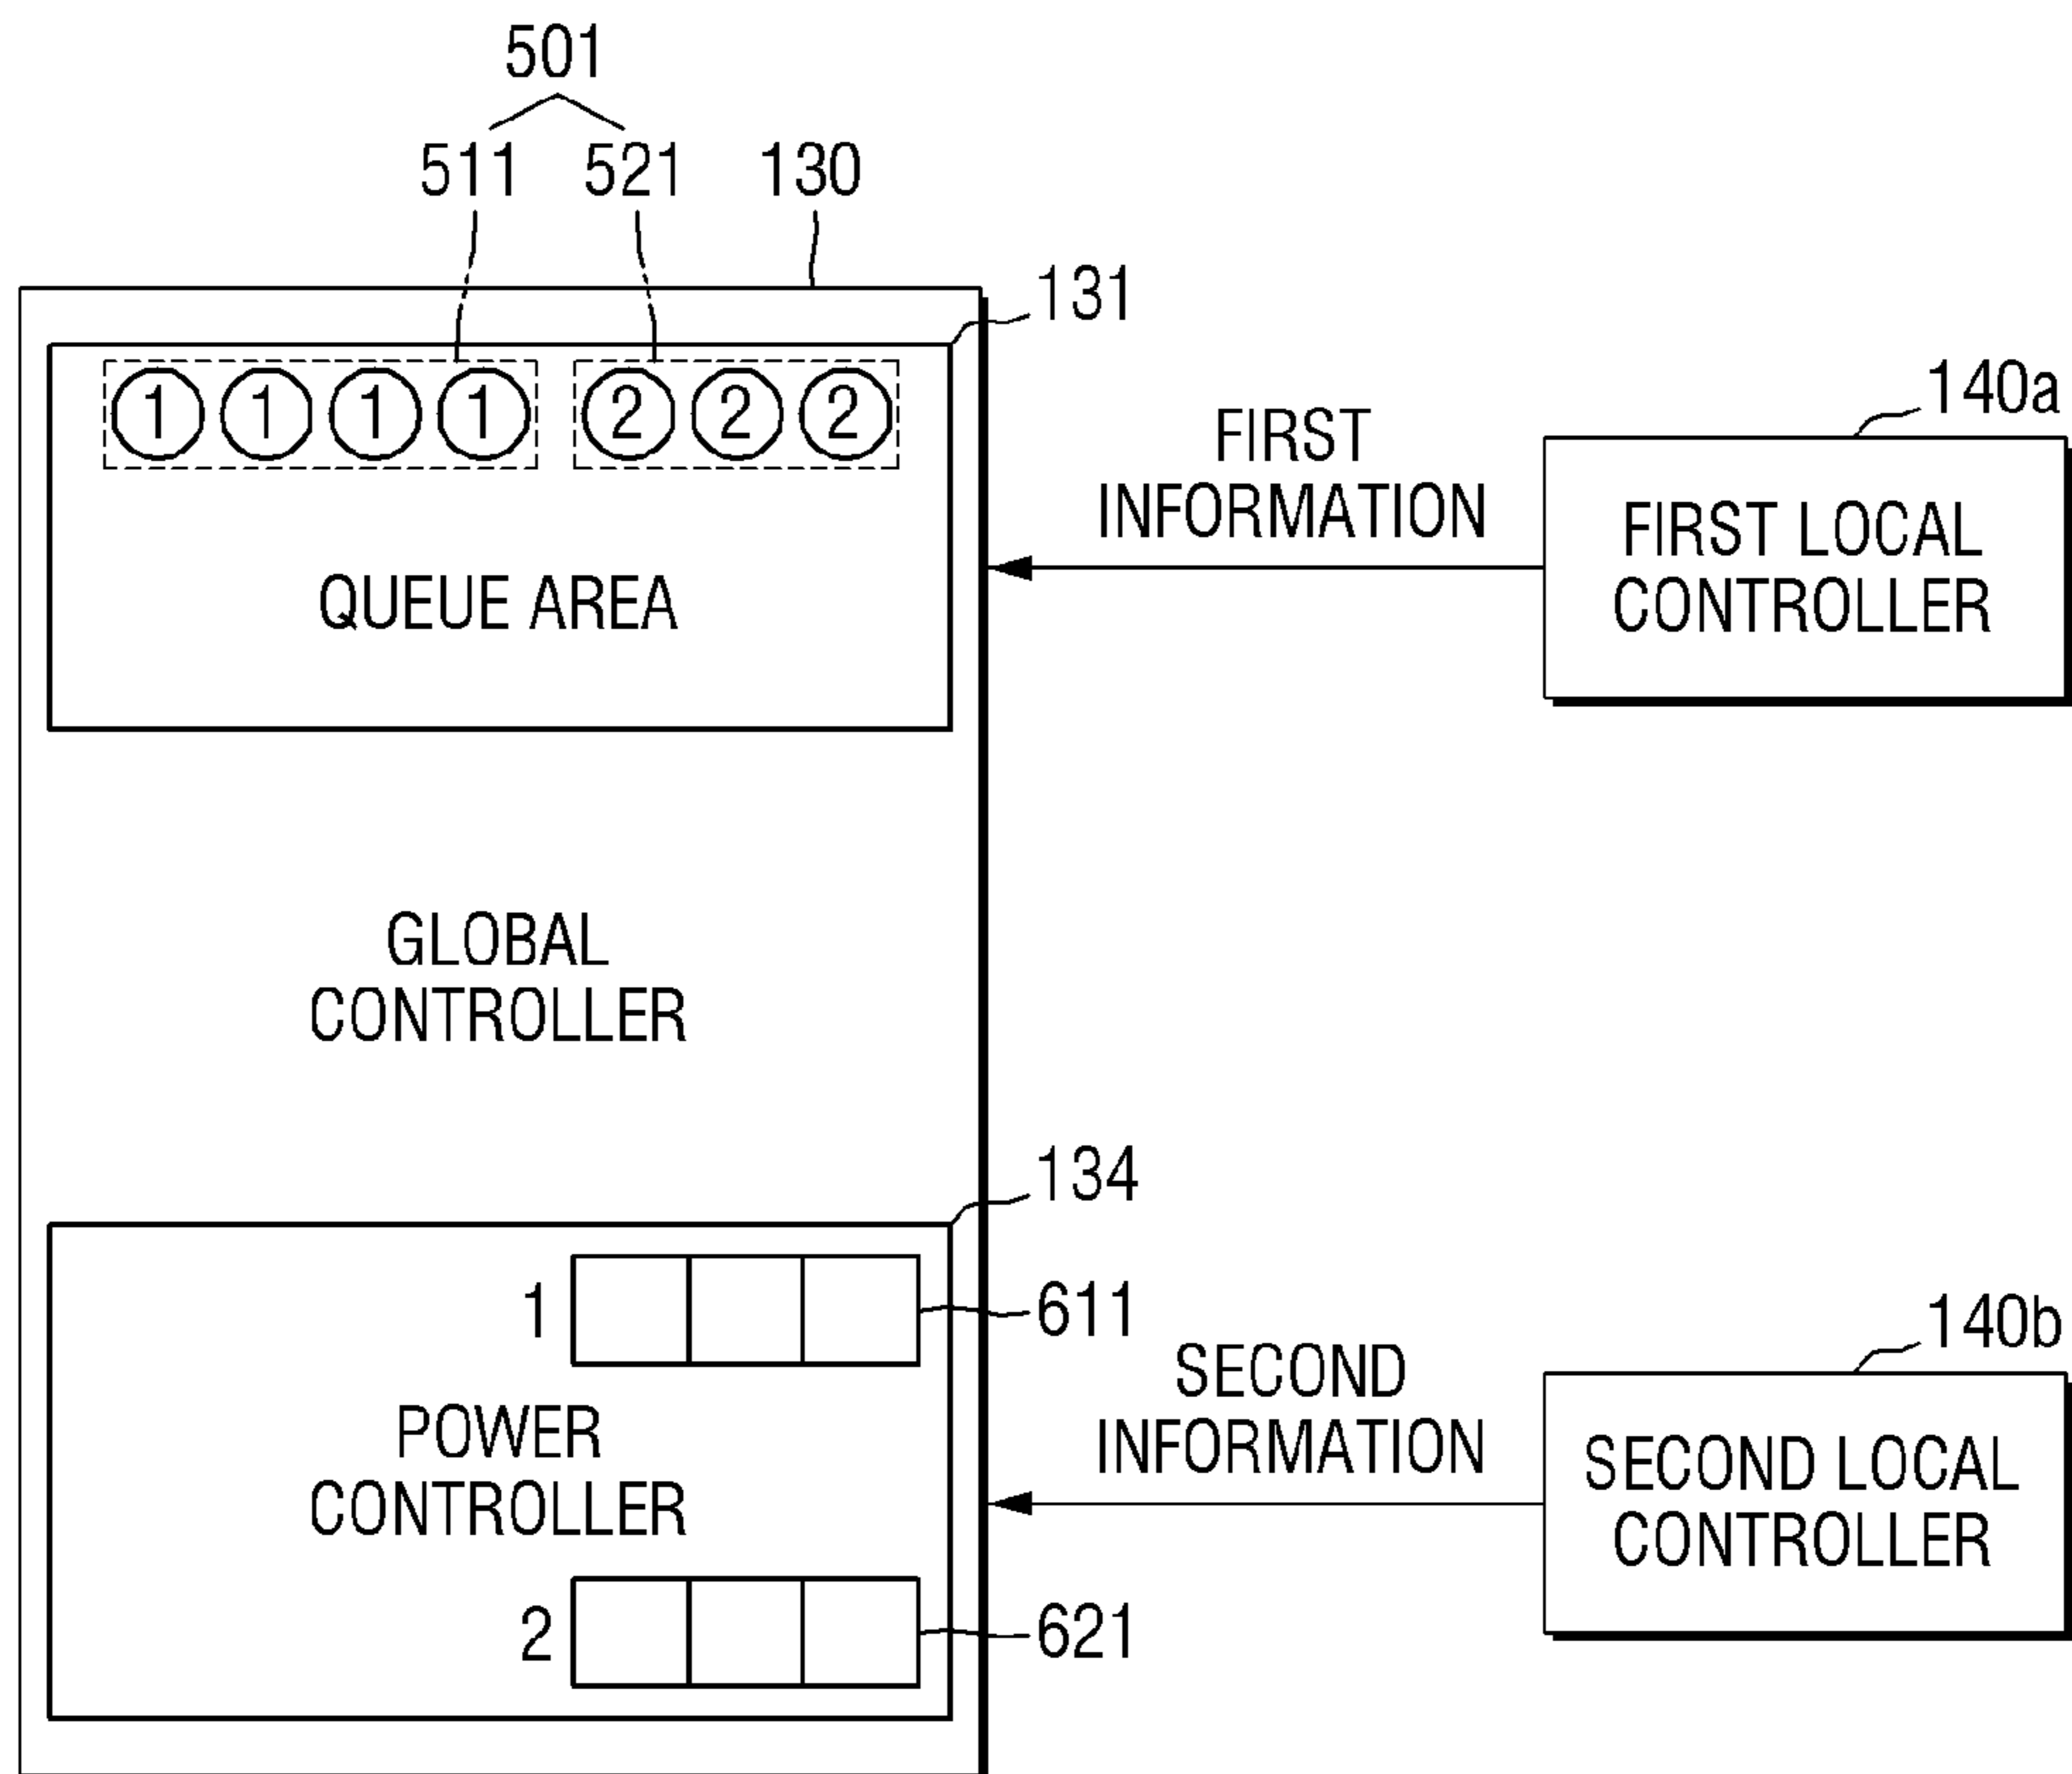 501
511 521 130
131
1 1 1 1 2 2 2
QUEUE AREA
FIRST
INFORMATION
140a
FIRST LOCAL
CONTROLLER
GLOBAL
CONTROLLER
134
1
611
POWER
CONTROLLER
2
621
SECOND
INFORMATION
140b
SECOND LOCAL
CONTROLLER